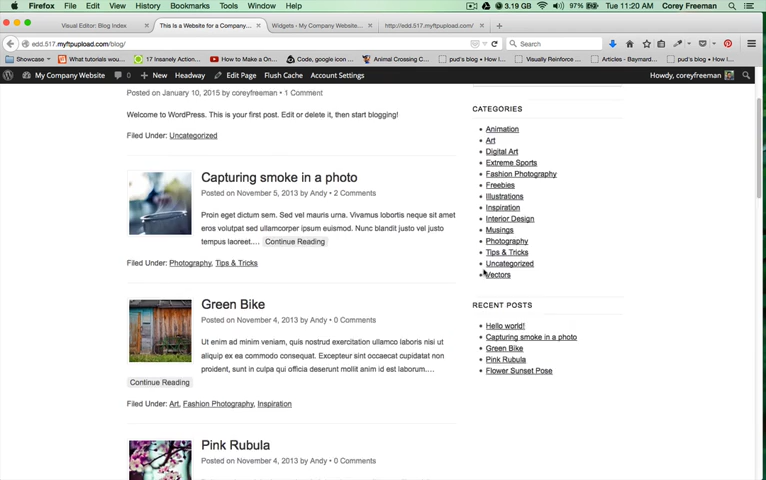 Firefox File Edit View History Bookmarks Tools Window Help 3.19 GB 97% Tue 11:20 AM Corey Freeman
Visual Editor: Blog Index This is a Website for a Company... Widgets - My Company Website... http://edd.517.myftpupload.com/
edd.517.myftpupload.com/blog/ Search
Showcase What tutorials wou... How to Make a On... Code, google icon ... Animal Crossing C... pud's blog • How I... Visually Reinforce ... Articles - Baymard... pud's blog • How I...
My Company Website 0 New Headway Edit Page Flush Cache Account Settings Howdy, coreyfreeman
Posted on January 10, 2015 by coreyfreeman • 1 Comment
Welcome to WordPress. This is your first post. Edit or delete it, then start blogging!
Filed Under: Uncategorized
Capturing smoke in a photo
Posted on November 5, 2013 by Andy • 2 Comments
Proin eget dictum sem. Sed vel mauris urna. Vivamus lobortis neque sit amet
eros volutpat sed ullamcorper ipsum euismod. Nunc blandit justo vel justo
tempus laoreet.... Continue Reading
Filed Under: Photography, Tips & Tricks
Green Bike
Posted on November 4, 2013 by Andy • 0 Comments
Ut enim ad minim veniam, quis nostrud exercitation ullamco laboris nisi ut
aliquip ex ea commodo consequat. Excepteur sint occaecat cupidatat non
proident, sunt in culpa qui officia deserunt mollit anim id est laborum....
Continue Reading
Filed Under: Art, Fashion Photography, Inspiration
Pink Rubula
Posted on November 4, 2013 by Andy • 0 Comments
CATEGORIES
Animation
Art
Digital Art
Extreme Sports
Fashion Photography
Freebies
Illustrations
Inspiration
Interior Design
Musings
Photography
Tips & Tricks
Uncategorized
Vectors
RECENT POSTS
Hello world!
Capturing smoke in a photo
Green Bike
Pink Rubula
Flower Sunset Pose